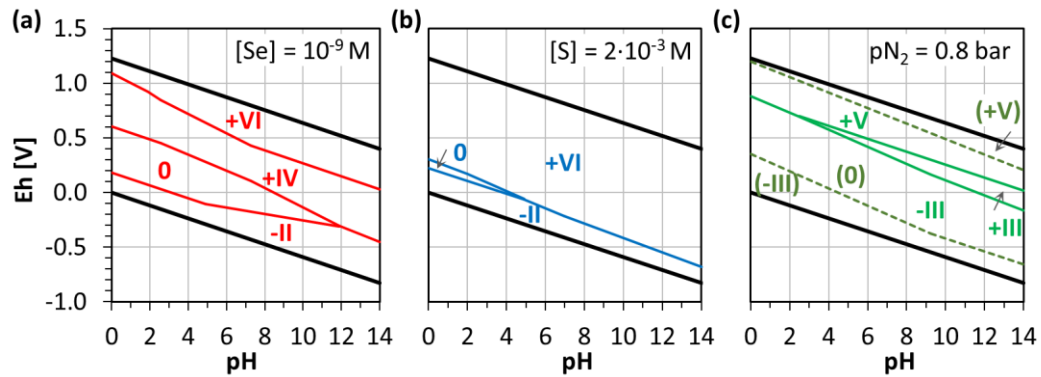 (a) (b) (c)
[Se] = 10⁻⁹ M [S] = 2·10⁻³ M pN₂ = 0.8 bar
Eh [V]
1.5
1.0
0.5
0.0
-0.5
-1.0
+VI
+IV
0
-II
0 2 4 6 8 10 12 14
pH
0
+VI
-II
0 2 4 6 8 10 12 14
pH
(+V)
+V
(-III)
(0)
-III
+III
0 2 4 6 8 10 12 14
pH